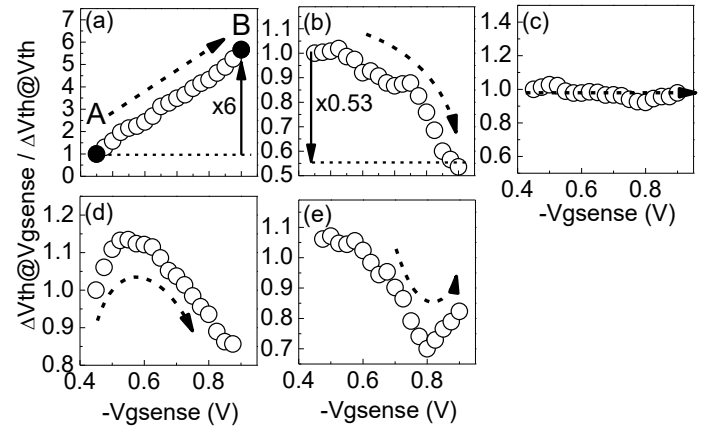 (a)
B
A
x6
6
5
4
3
2
1
0
(b)
x0.53
1.1
1.0
0.9
0.8
0.7
0.6
0.5
(c)
1.4
1.2
1.0
0.8
0.6
0.4 0.6 0.8
-Vgsense (V)
ΔVth@Vgsense / ΔVth@Vth
(d)
1.2
1.1
1.0
0.9
0.8
0.4 0.6 0.8
-Vgsense (V)
(e)
1.1
1.0
0.9
0.8
0.7
0.4 0.6 0.8
-Vgsense (V)